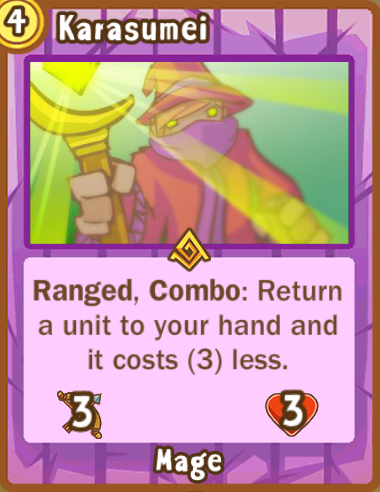 4 Karasumei
Ranged, Combo: Return
a unit to your hand and
it costs (3) less.
3 3
Mage